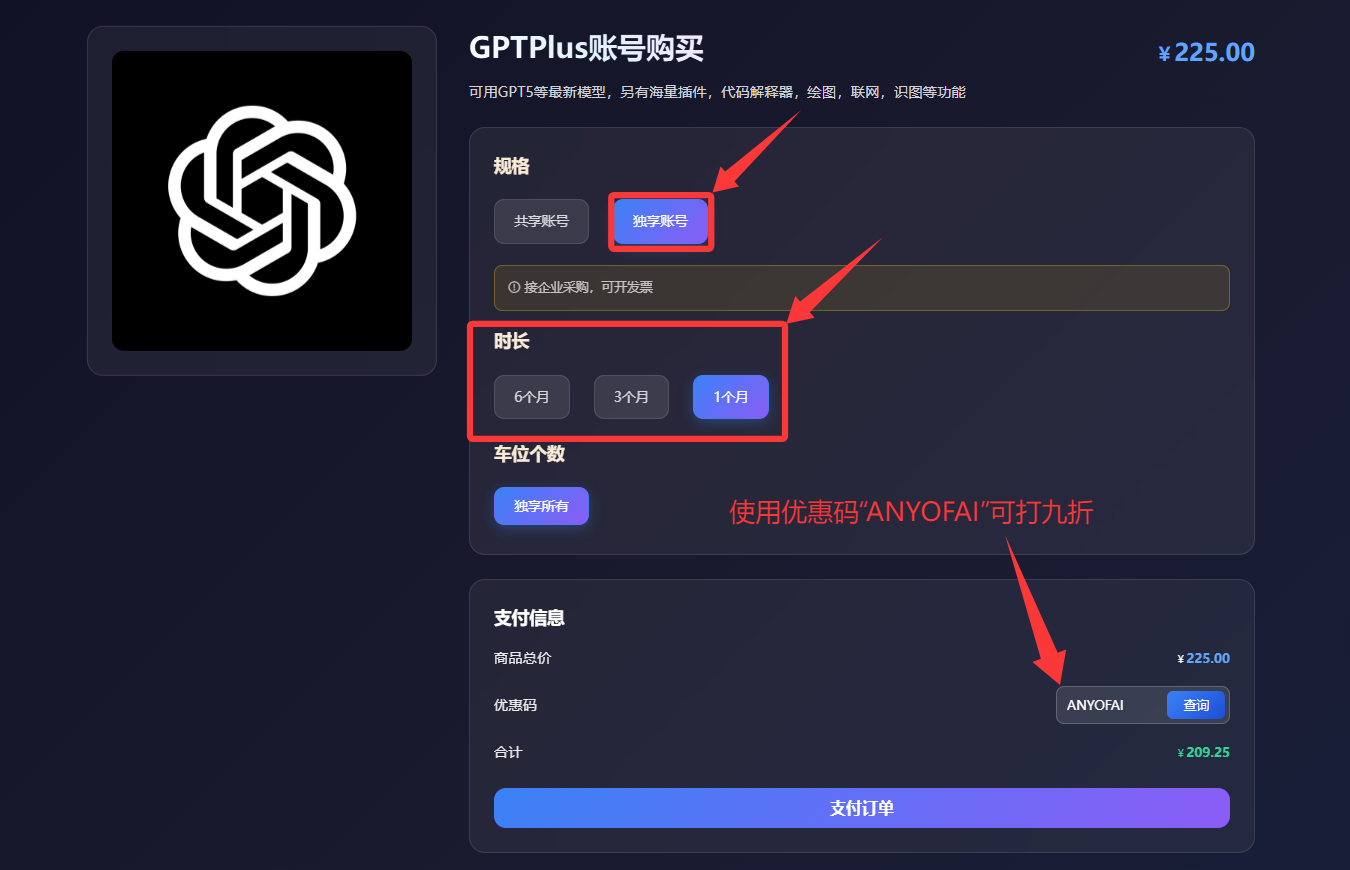 GPTPlus账号购买
¥225.00
可用GPT5等最新模型，另有海量插件，代码解释器，绘图，联网，识图等功能
规格
共享账号 独享账号
接企业采购，可开发票
时长
6个月 3个月 1个月
车位个数
独享所有
使用优惠码“ANYOFAI”可打九折
支付信息
商品总价 ¥225.00
优惠码 ANYOFAI 查询
合计 ¥209.25
支付订单